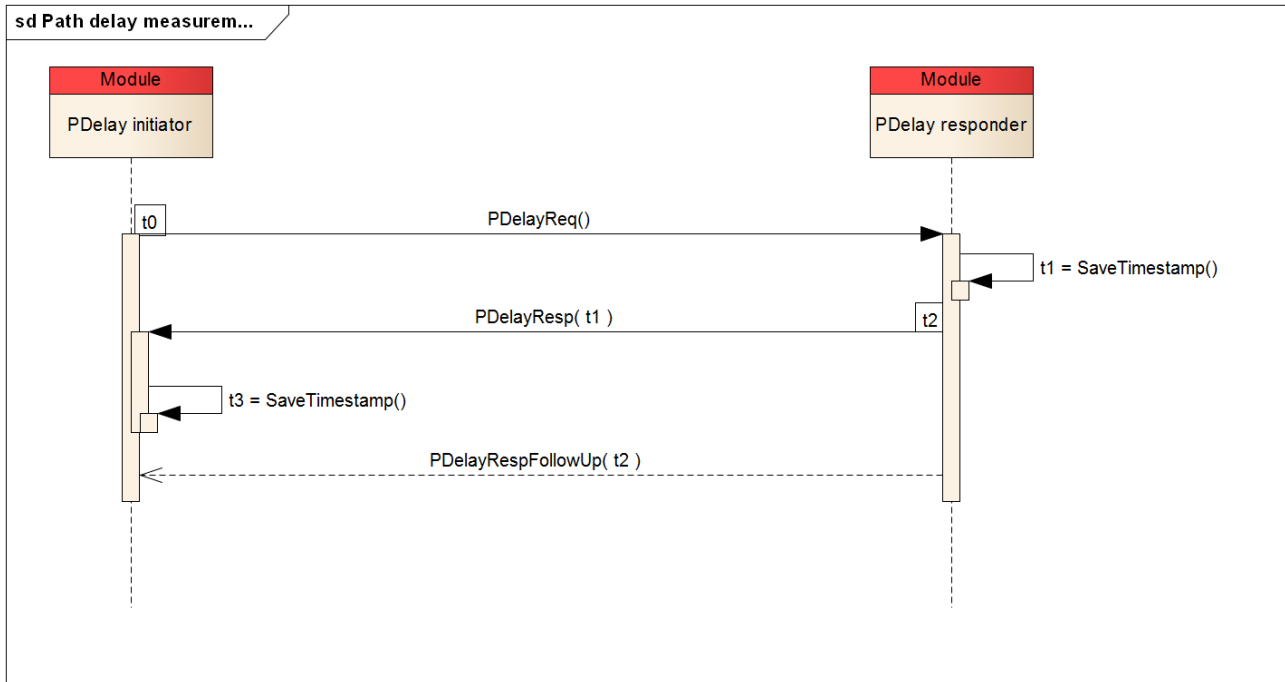 sd Path delay measurem...
Module
PDelay initiator
Module
PDelay responder
t0
PDelayReq()
t1 = SaveTimestamp()
PDelayResp( t1 )
t2
t3 = SaveTimestamp()
PDelayRespFollowUp( t2 )